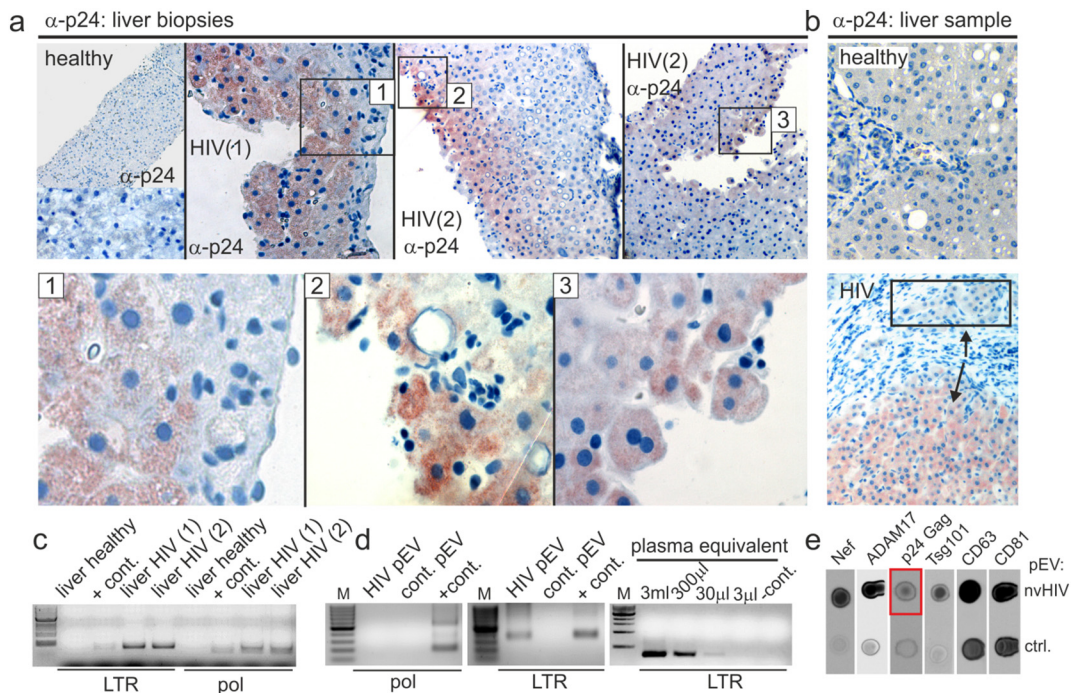 a
α-p24: liver biopsies
healthy
α-p24
HIV(1)
α-p24
1
2
HIV(2)
α-p24
HIV(2)
α-p24
3
1
2
3
b
α-p24: liver sample
healthy
HIV
c
liver healthy
+ cont.
liver HIV (1)
liver HIV (2)
liver healthy
+ cont.
liver HIV (1)
liver HIV (2)
LTR
pol
d
M
HIV pEV
cont. pEV
+cont.
pol
M
HIV pEV
cont. pEV
+ cont.
LTR
plasma equivalent
M
3ml
300µl
30µl
3µl
-cont.
LTR
e
Nef
ADAM17
p24 Gag
Tsg101
CD63
CD81
pEV:
nvHIV
ctrl.